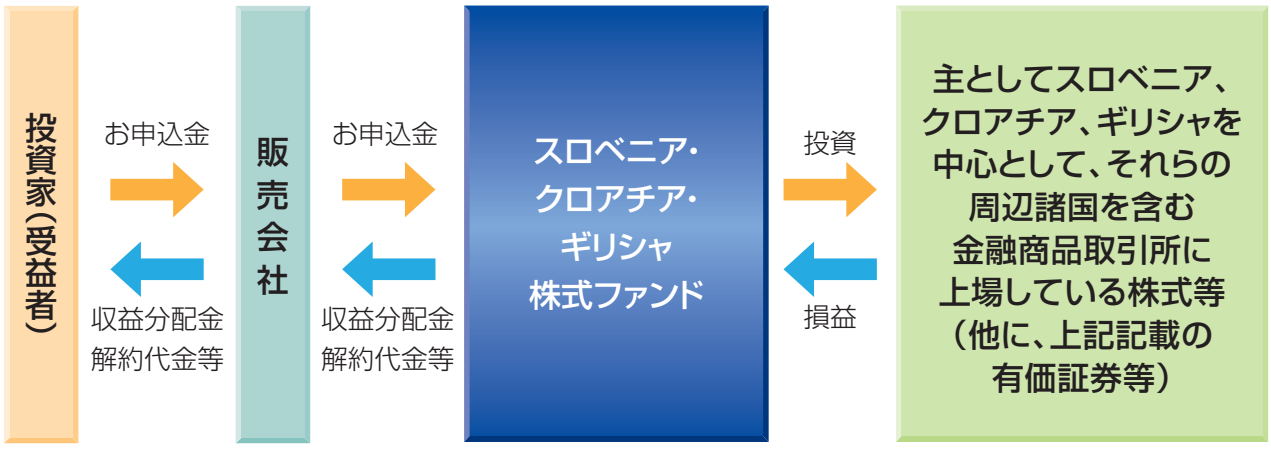 投資家（受益者）
お申込金
収益分配金
解約代金等
販売会社
お申込金
収益分配金
解約代金等
スロベニア・
クロアチア・
ギリシャ
株式ファンド
投資
損益
主としてスロベニア、
クロアチア、ギリシャを
中心として、それらの
周辺諸国を含む
金融商品取引所に
上場している株式等
（他に、上記記載の
有価証券等）